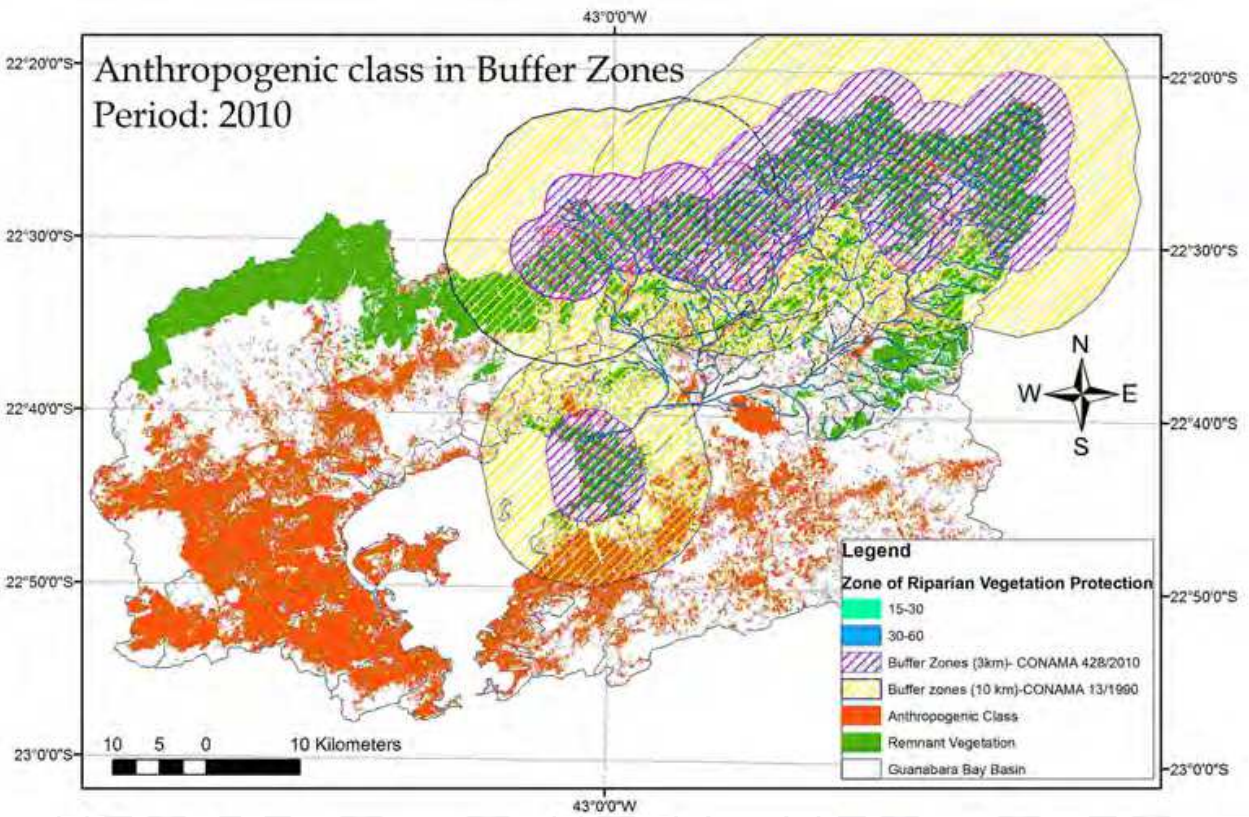 43°0'0"W
Anthropogenic class in Buffer Zones
Period: 2010
22°20'0"S
22°20'0"S
22°30'0"S
22°30'0"S
22°40'0"S
22°40'0"S
22°50'0"S
22°50'0"S
23°0'0"S
23°0'0"S
N
W E
S
Legend
Zone of Riparian Vegetation Protection
15-30
30-60
Buffer Zones (3km)- CONAMA 428/2010
Buffer zones (10 km)-CONAMA 13/1990
Anthropogenic Class
Remnant Vegetation
Guanabara Bay Basin
10 5 0 10 Kilometers
43°0'0"W